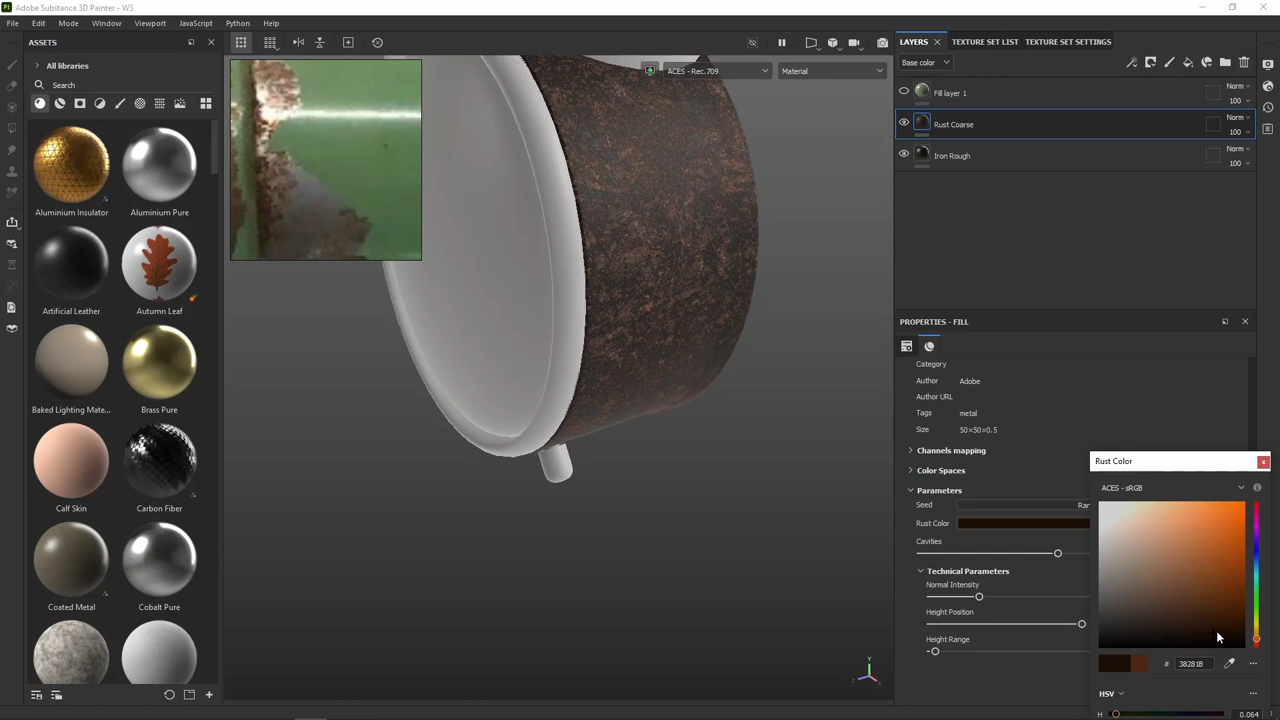 Adobe Substance 3D Painter - W3
File Edit Mode Window Viewport JavaScript Python Help
ASSETS
All libraries
Search
Aluminium Insulator
Aluminium Pure
Artificial Leather
Autumn Leaf
Baked Lighting Mate...
Brass Pure
Calf Skin
Carbon Fiber
Coated Metal
Cobalt Pure
ACES - Rec.709
Material
LAYERS TEXTURE SET LIST TEXTURE SET SETTINGS
Base color
Fill layer 1
Norm
100
Rust Coarse
Norm
100
Iron Rough
Norm
100
PROPERTIES - FILL
Category
Author Adobe
Author URL
Tags metal
Size 50×50×0.5
Channels mapping
Color Spaces
Parameters
Seed Rar
Rust Color
Cavities
Technical Parameters
Normal Intensity
Height Position
Height Range
Rust Color
ACES - sRGB
# 38281B
HSV
H 0.064
Y